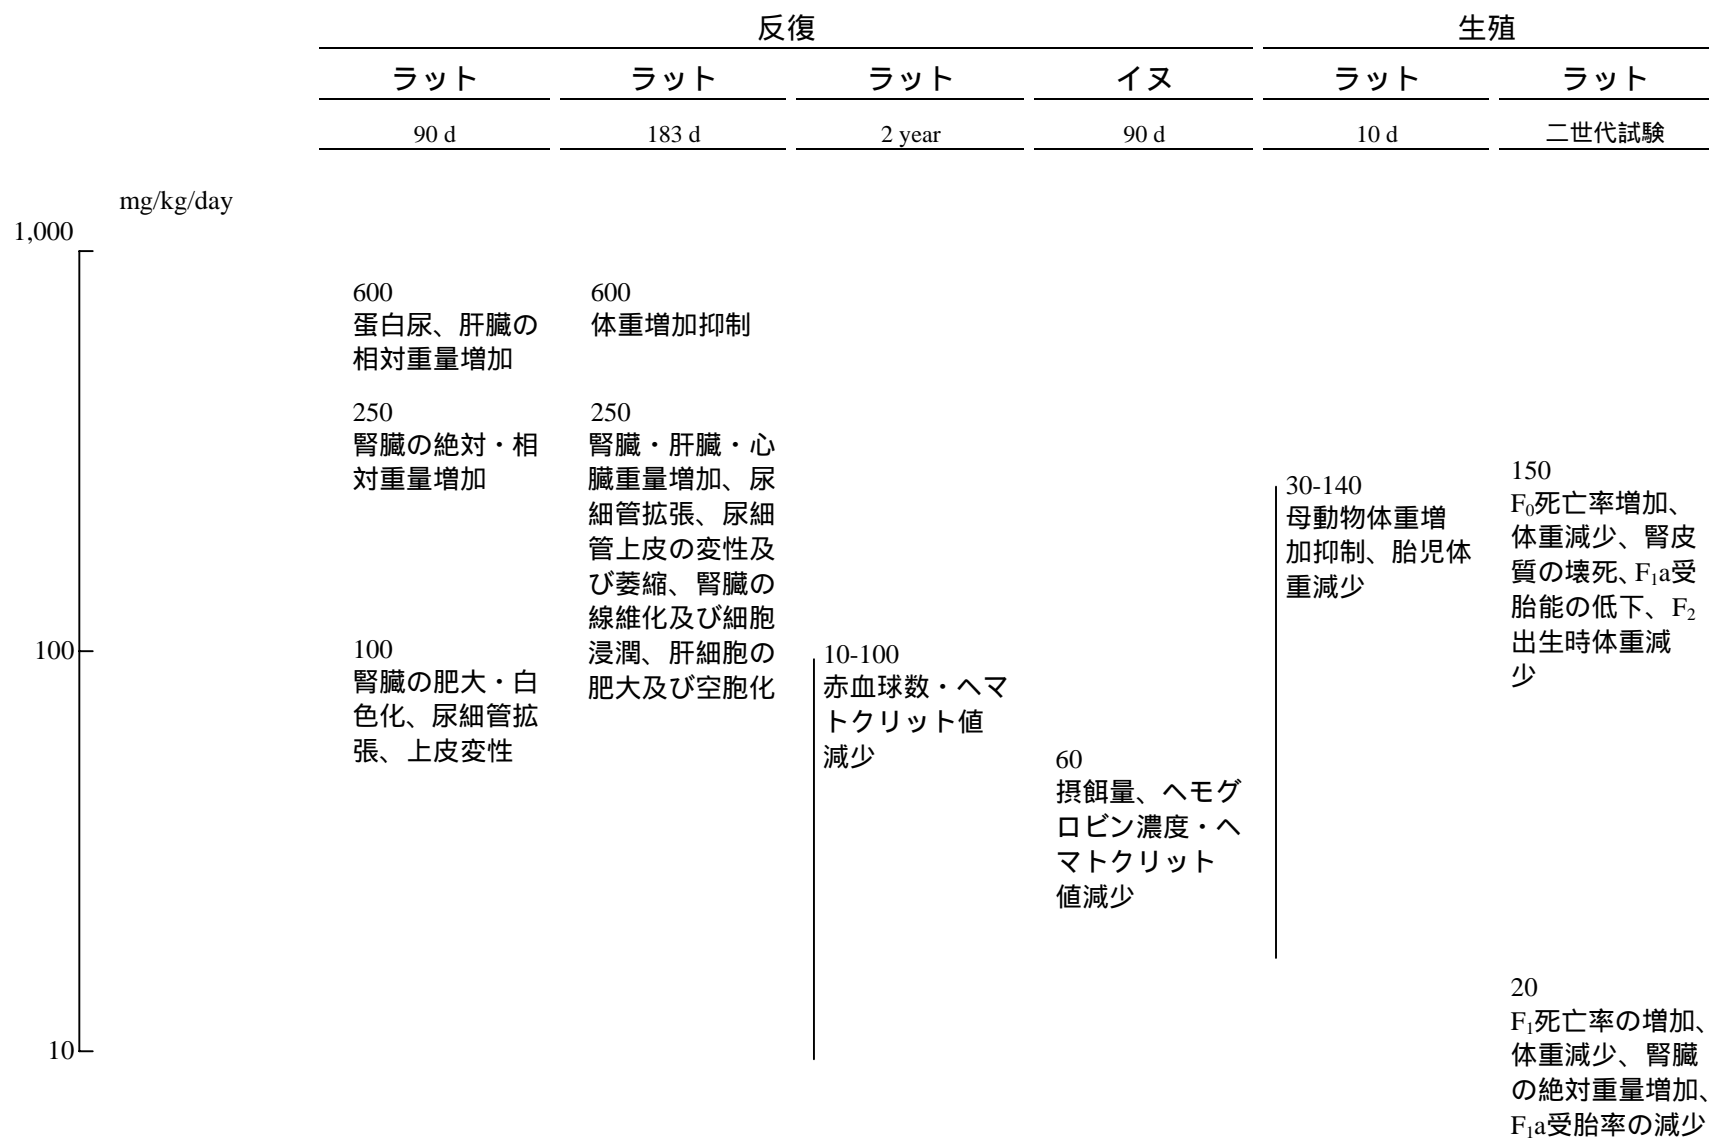 反復
生殖
ラット
ラット
ラット
イヌ
ラット
ラット
90 d
183 d
2 year
90 d
10 d
二世代試験
mg/kg/day
1,000
100
10
600
蛋白尿、肝臓の
相対重量増加
250
腎臓の絶対・相
対重量増加
100
腎臓の肥大・白
色化、尿細管拡
張、上皮変性
600
体重増加抑制
250
腎臓・肝臓・心
臓重量増加、尿
細管拡張、尿細
管上皮の変性及
び萎縮、腎臓の
線維化及び細胞
浸潤、肝細胞の
肥大及び空胞化
10-100
赤血球数・ヘマ
トクリット値
減少
60
摂餌量、ヘモグ
ロビン濃度・ヘ
マトクリット
値減少
30-140
母動物体重増
加抑制、胎児体
重減少
150
F₀死亡率増加、
体重減少、腎皮
質の壊死、F₁a受
胎能の低下、F₂
出生時体重減
少
20
F₁死亡率の増加、
体重減少、腎臓
の絶対重量増加、
F₁a受胎率の減少